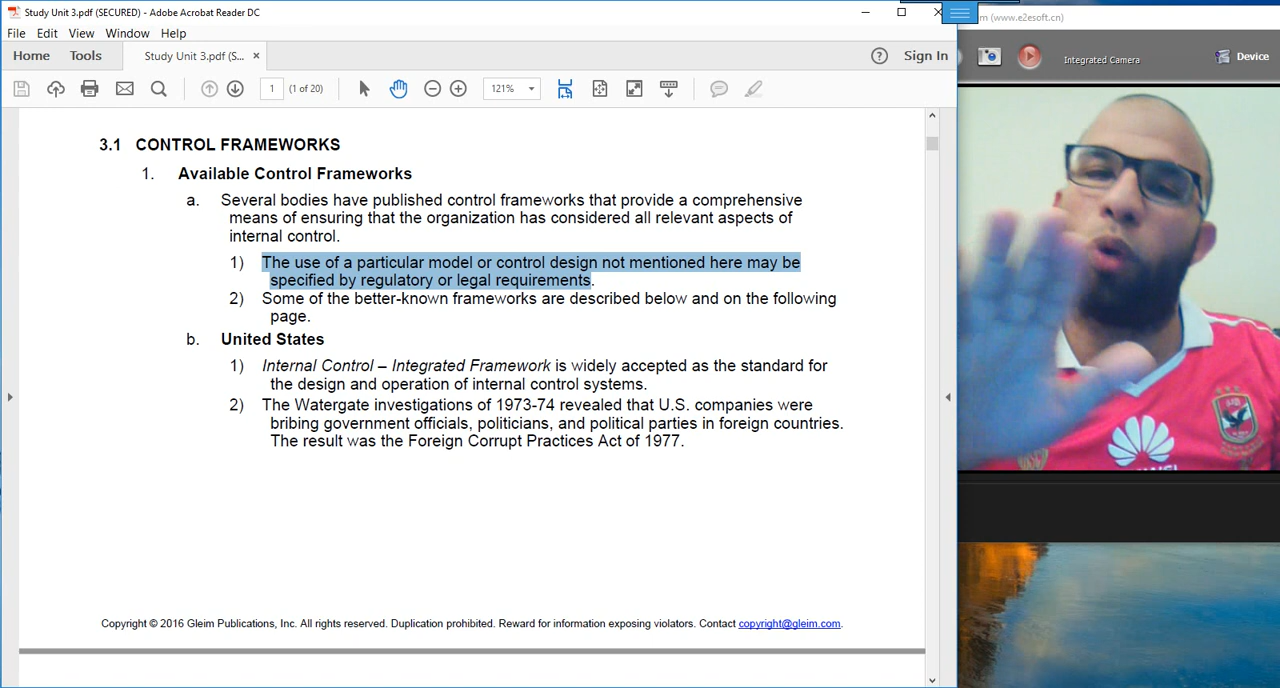 Study Unit 3.pdf (SECURED) - Adobe Acrobat Reader DC
m (www.e2esoft.cn)
File Edit View Window Help
Home Tools Study Unit 3.pdf (S... × Sign In
Integrated Camera Device
1 (1 of 20) 121%
3.1 CONTROL FRAMEWORKS
1. Available Control Frameworks
a. Several bodies have published control frameworks that provide a comprehensive
means of ensuring that the organization has considered all relevant aspects of
internal control.
1) The use of a particular model or control design not mentioned here may be
specified by regulatory or legal requirements.
2) Some of the better-known frameworks are described below and on the following
page.
b. United States
1) Internal Control – Integrated Framework is widely accepted as the standard for
the design and operation of internal control systems.
2) The Watergate investigations of 1973-74 revealed that U.S. companies were
bribing government officials, politicians, and political parties in foreign countries.
The result was the Foreign Corrupt Practices Act of 1977.
Copyright © 2016 Gleim Publications, Inc. All rights reserved. Duplication prohibited. Reward for information exposing violators. Contact copyright@gleim.com.